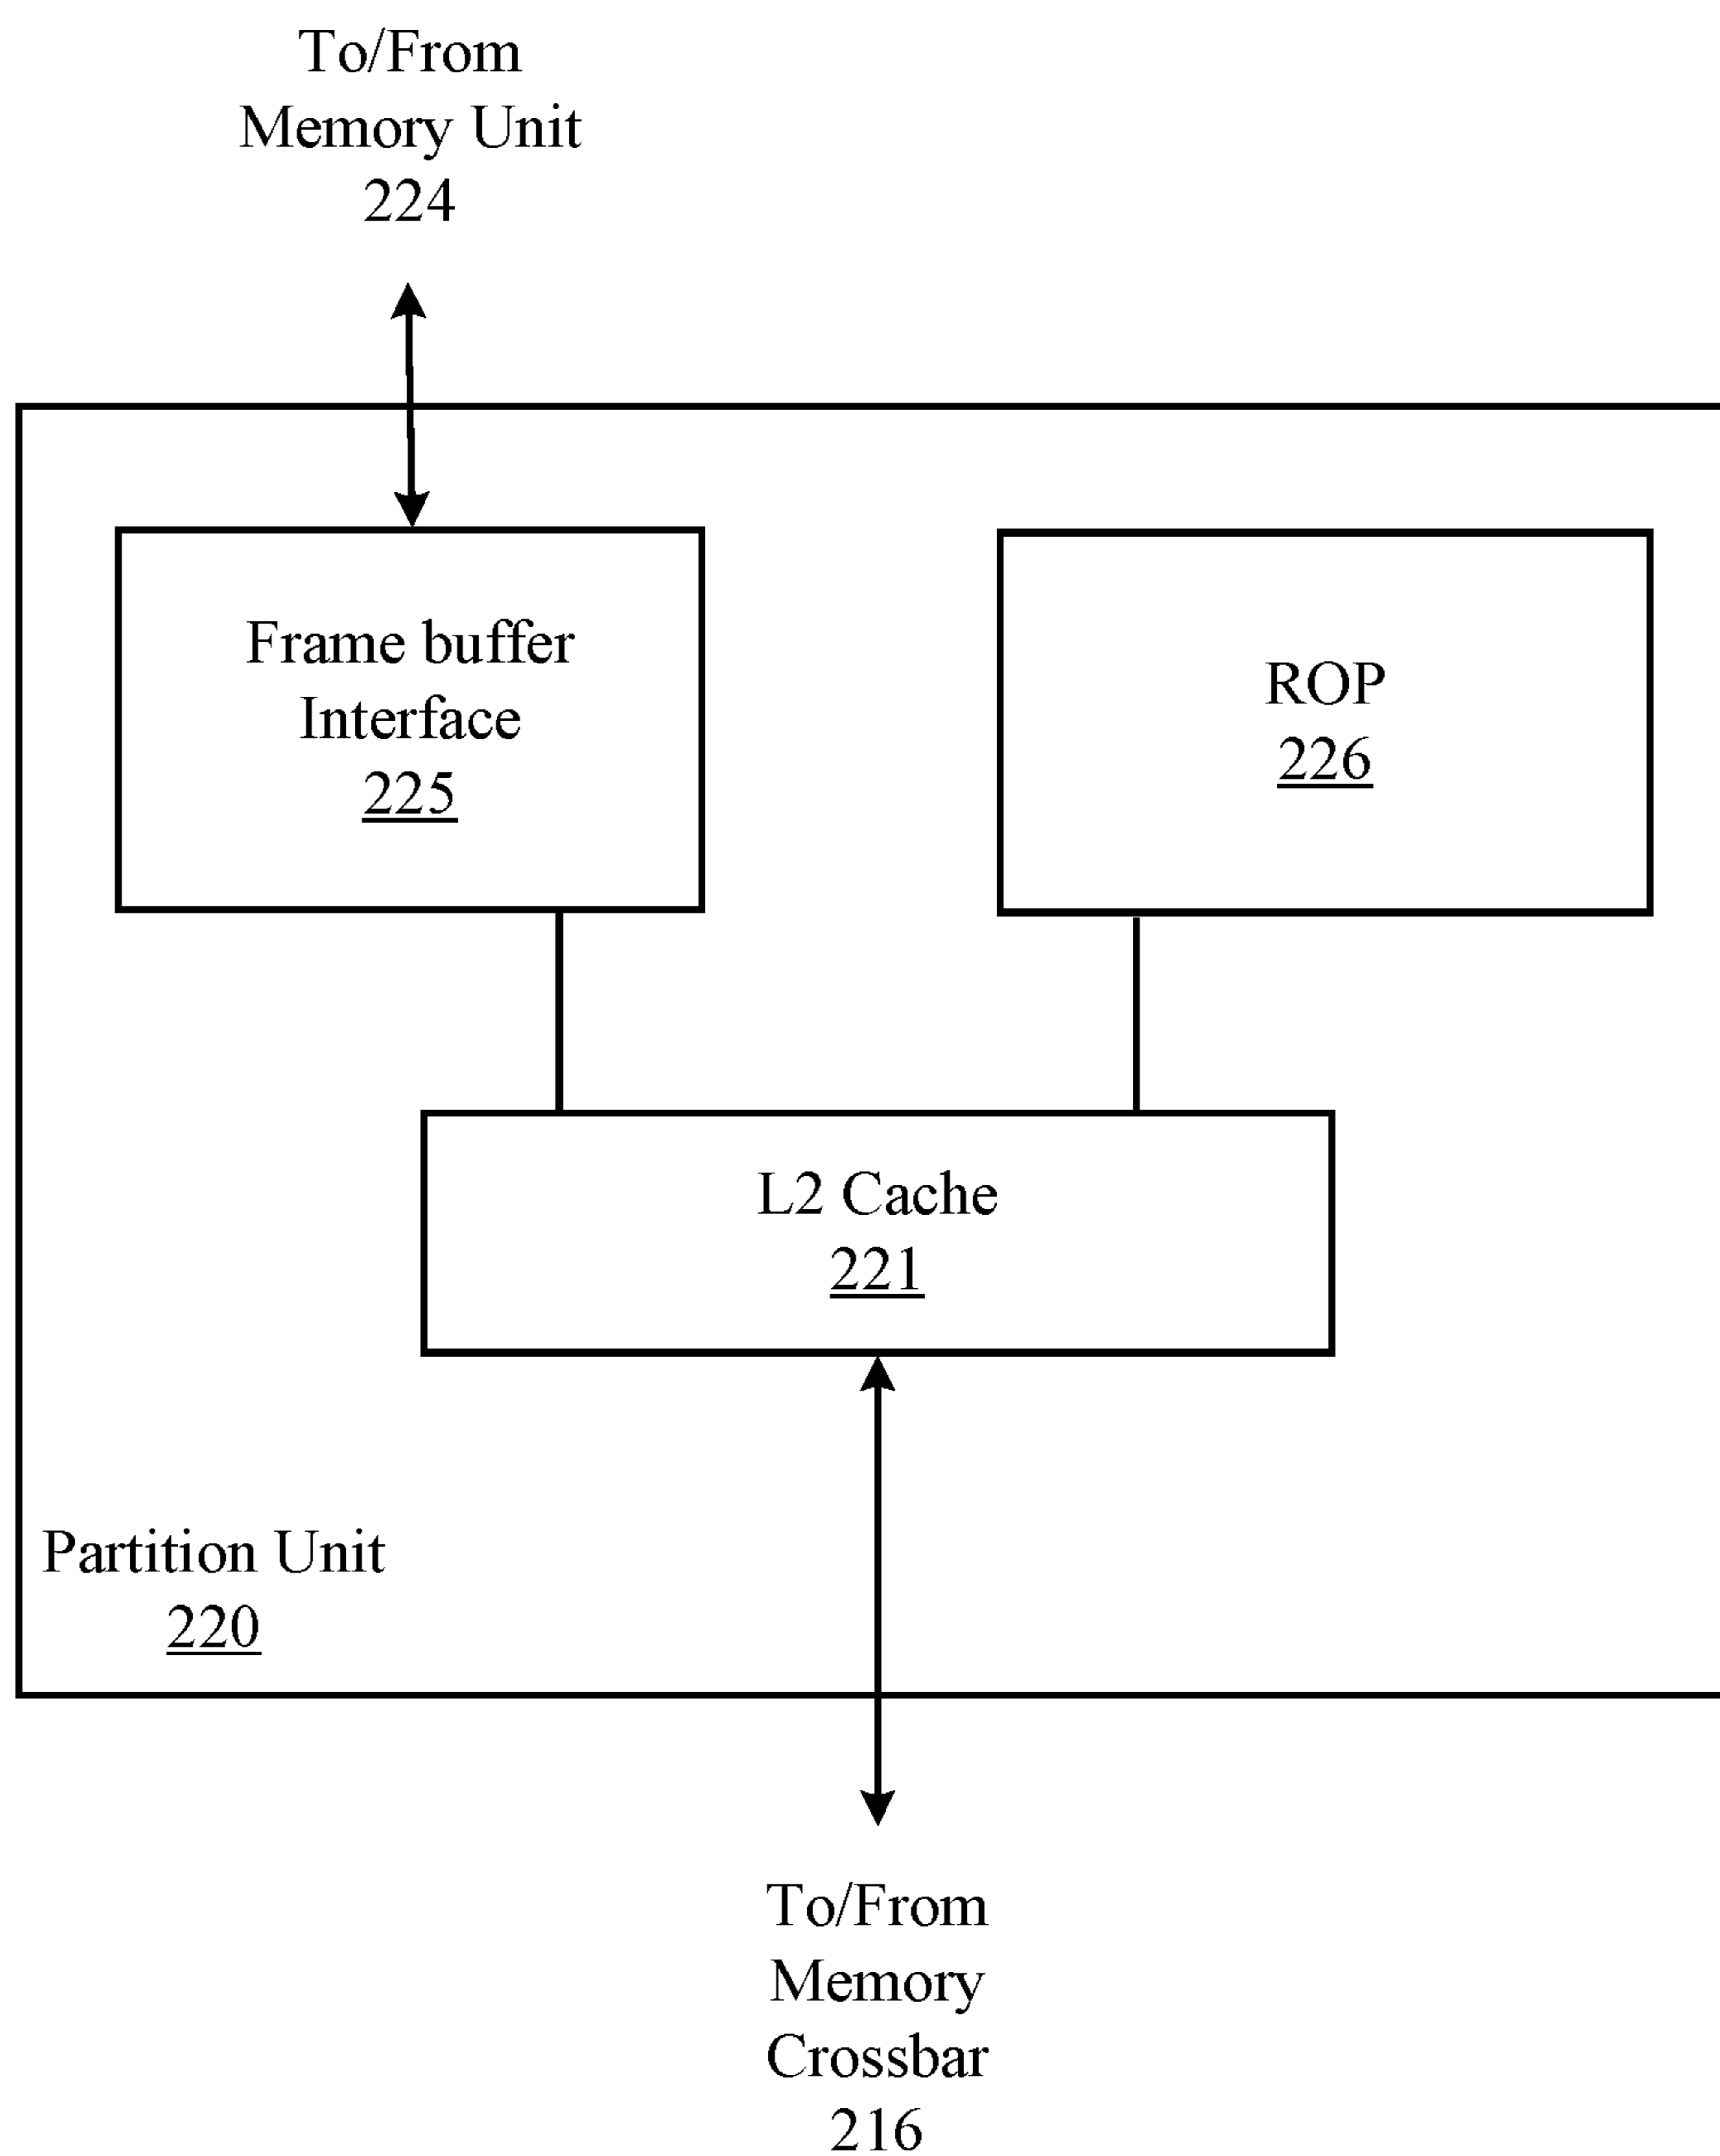 To/From
Memory Unit
224
Frame buffer
Interface
225
ROP
226
L2 Cache
221
Partition Unit
220
To/From
Memory
Crossbar
216